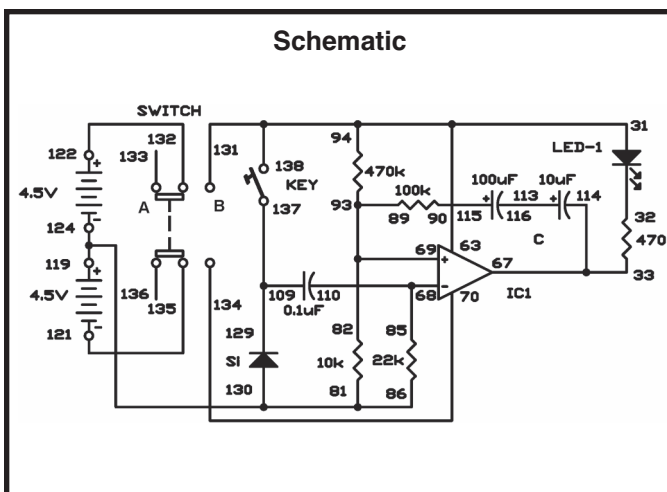 Schematic
SWITCH
31
132
131
94
122
133
138
470k
LED-1
KEY
100k
100uF
113
10uF
114
4.5V
A
B
137
93
89
90
115
116
32
124
C
470
119
69
63
67
33
136
135
134
109
110
68
70
IC1
4.5V
0.1uF
129
82
85
121
Si
10k
22k
130
81
86